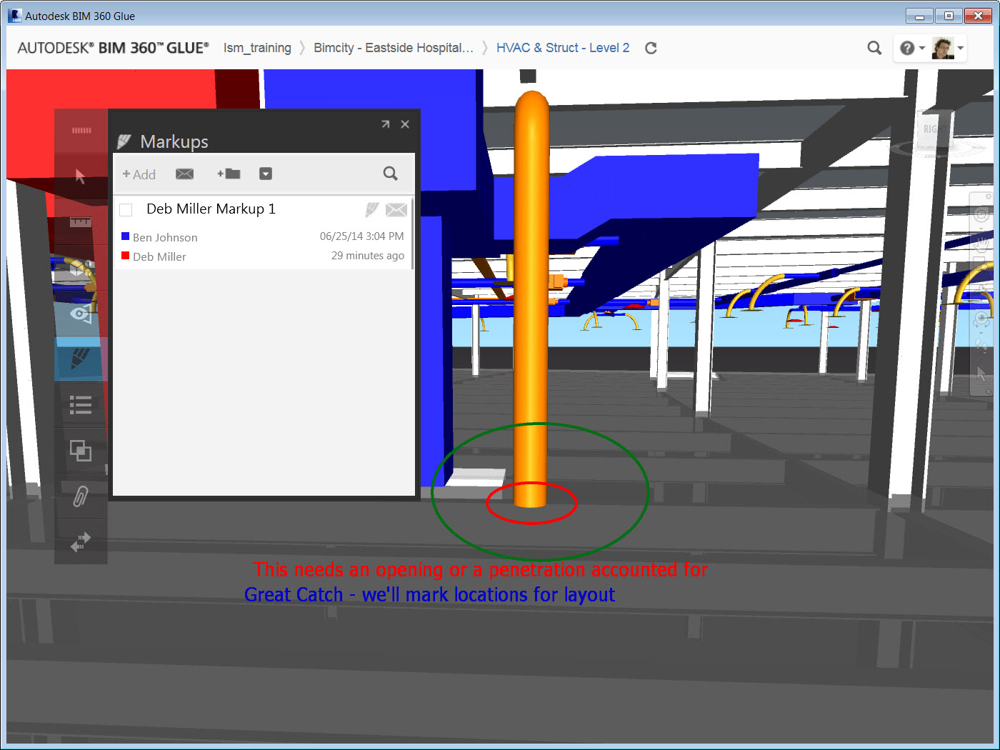 Autodesk BIM 360 Glue
AUTODESK® BIM 360™ GLUE®
lsm_training
Bimcity - Eastside Hospital...
HVAC & Struct - Level 2
RIGHT
Markups
+ Add
Deb Miller Markup 1
Ben Johnson 06/25/14 3:04 PM
Deb Miller 29 minutes ago
This needs an opening or a penetration accounted for
Great Catch - we'll mark locations for layout